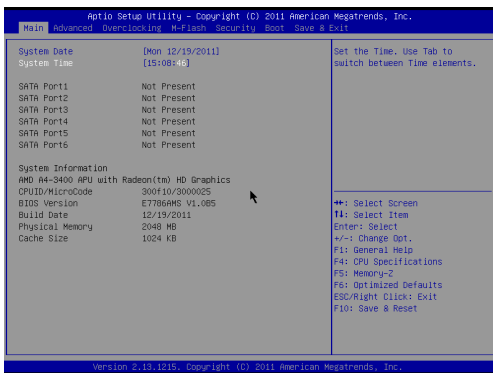 Aptio Setup Utility – Copyright (C) 2011 American Megatrends, Inc.
Main Advanced Overclocking M-Flash Security Boot Save & Exit
System Date [Mon 12/19/2011]
System Time [15:08:46]
SATA Port1 Not Present
SATA Port2 Not Present
SATA Port3 Not Present
SATA Port4 Not Present
SATA Port5 Not Present
SATA Port6 Not Present
System Information
AMD A4-3400 APU with Radeon(tm) HD Graphics
CPUID/MicroCode 300f10/3000025
BIOS Version E7786AMS V1.0B5
Build Date 12/19/2011
Physical Memory 2048 MB
Cache Size 1024 KB
Set the Time. Use Tab to
switch between Time elements.
→←: Select Screen
↑↓: Select Item
Enter: Select
+/-: Change Opt.
F1: General Help
F4: CPU Specifications
F5: Memory-Z
F6: Optimized Defaults
ESC/Right Click: Exit
F10: Save & Reset
Version 2.13.1215. Copyright (C) 2011 American Megatrends, Inc.